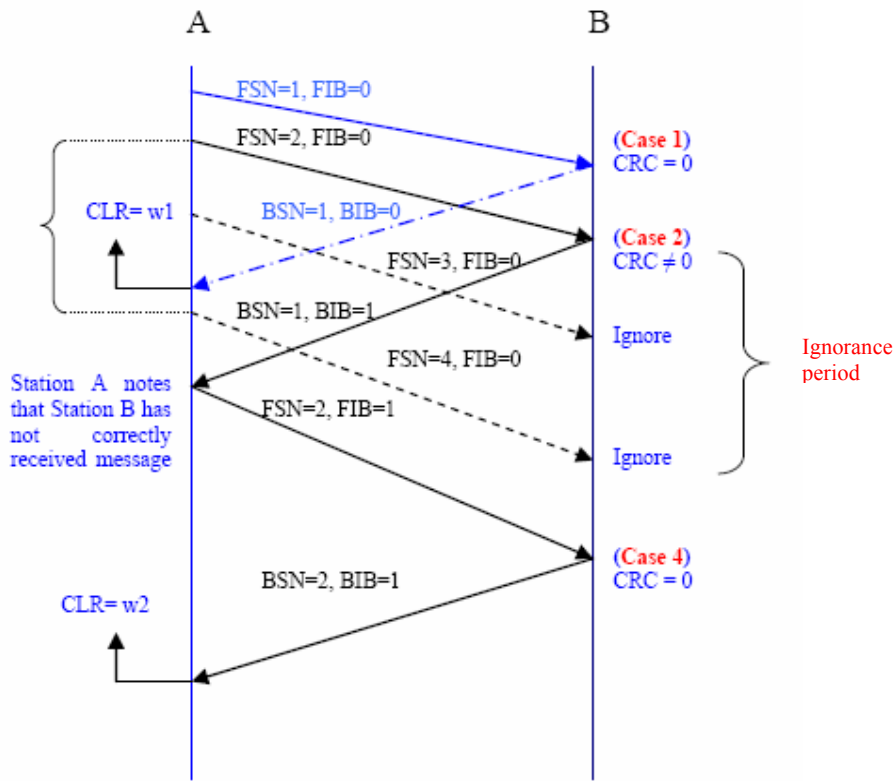 A
B
FSN=1, FIB=0
FSN=2, FIB=0
(Case 1)
CRC = 0
CLR= w1
BSN=1, BIB=0
(Case 2)
CRC ≠ 0
FSN=3, FIB=0
BSN=1, BIB=1
Ignore
Ignorance
period
FSN=4, FIB=0
Station A notes
that Station B has
not correctly
received message
FSN=2, FIB=1
Ignore
(Case 4)
CRC = 0
BSN=2, BIB=1
CLR= w2